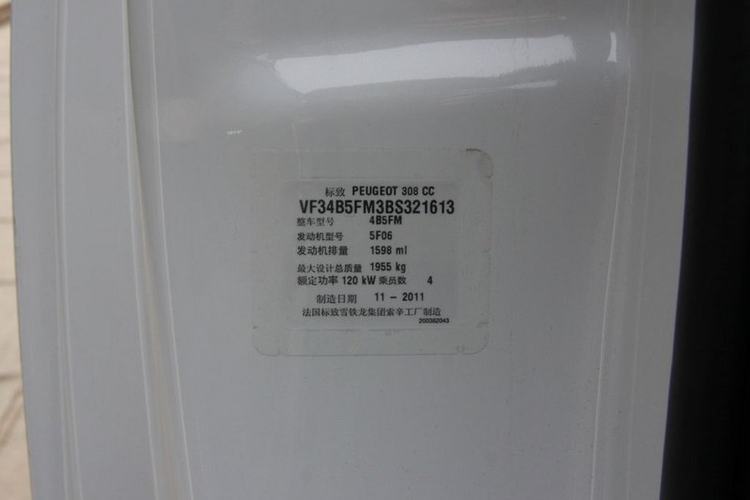 标致 PEUGEOT 308 CC
VF34B5FM3BS321613
整车型号 4B5FM
发动机型号 5F06
发动机排量 1598 ml
最大设计总质量 1955 kg
额定功率 120 kW 乘员数 4
制造日期 11 - 2011
法国标致雪铁龙集团索辛工厂制造
200382043